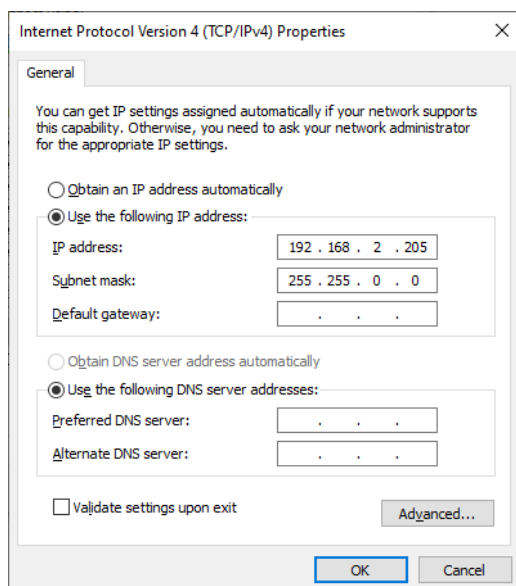 Internet Protocol Version 4 (TCP/IPv4) Properties
General
You can get IP settings assigned automatically if your network supports
this capability. Otherwise, you need to ask your network administrator
for the appropriate IP settings.
Obtain an IP address automatically
Use the following IP address:
IP address: 192 . 168 . 2 . 205
Subnet mask: 255 . 255 . 0 . 0
Default gateway: . . .
Obtain DNS server address automatically
Use the following DNS server addresses:
Preferred DNS server: . . .
Alternate DNS server: . . .
Validate settings upon exit
Advanced...
OK Cancel